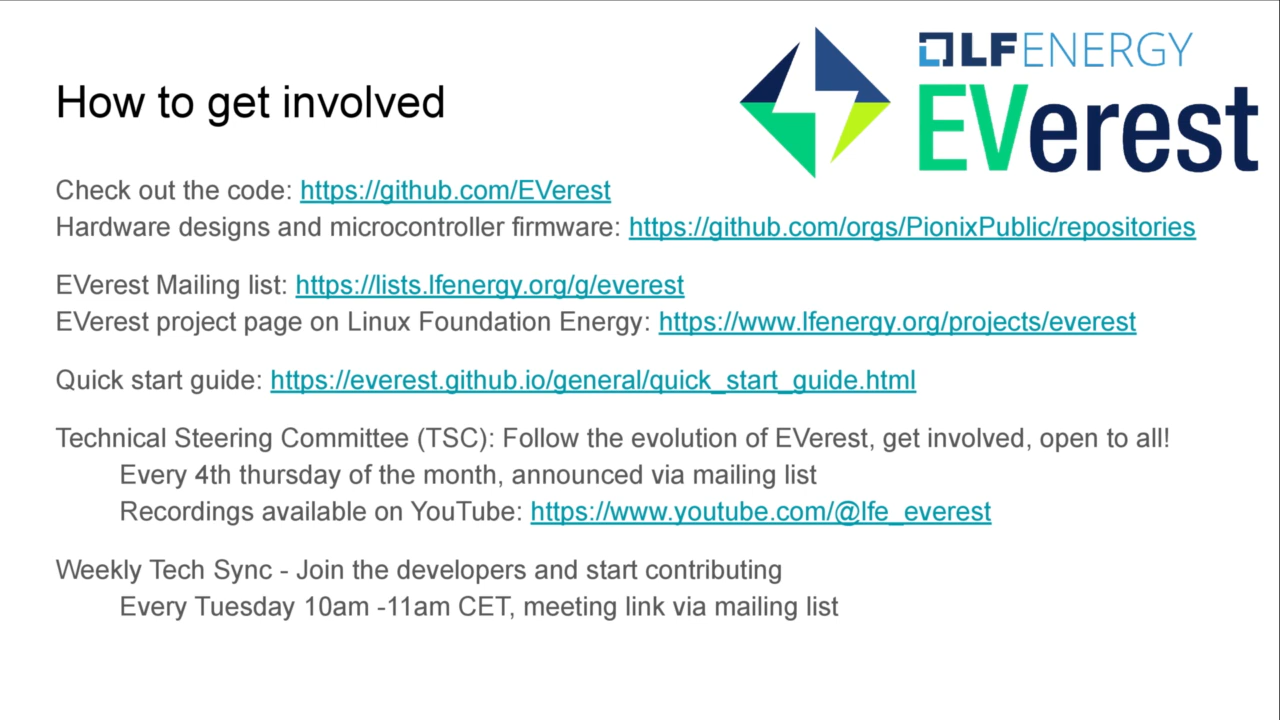 LF ENERGY
EVerest
How to get involved
Check out the code: https://github.com/EVerest
Hardware designs and microcontroller firmware: https://github.com/orgs/PionixPublic/repositories
EVerest Mailing list: https://lists.lfenergy.org/g/everest
EVerest project page on Linux Foundation Energy: https://www.lfenergy.org/projects/everest
Quick start guide: https://everest.github.io/general/quick_start_guide.html
Technical Steering Committee (TSC): Follow the evolution of EVerest, get involved, open to all!
Every 4th thursday of the month, announced via mailing list
Recordings available on YouTube: https://www.youtube.com/@lfe_everest
Weekly Tech Sync - Join the developers and start contributing
Every Tuesday 10am -11am CET, meeting link via mailing list